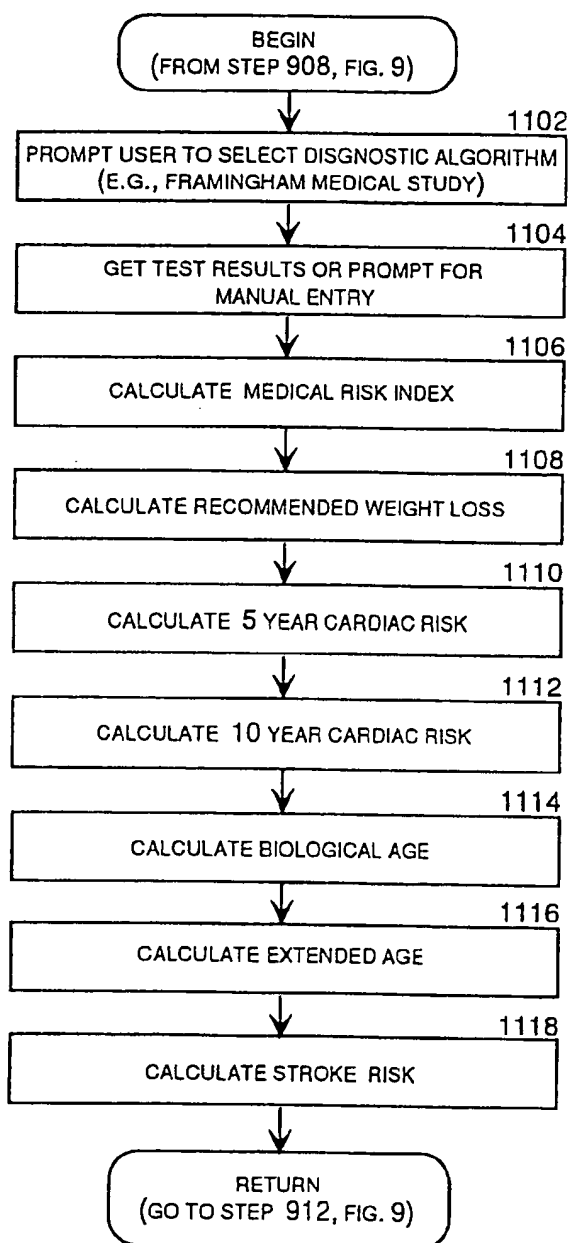 BEGIN
(FROM STEP 908, FIG. 9)
1102
PROMPT USER TO SELECT DISGNOSTIC ALGORITHM
(E.G., FRAMINGHAM MEDICAL STUDY)
1104
GET TEST RESULTS OR PROMPT FOR
MANUAL ENTRY
1106
CALCULATE MEDICAL RISK INDEX
1108
CALCULATE RECOMMENDED WEIGHT LOSS
1110
CALCULATE 5 YEAR CARDIAC RISK
1112
CALCULATE 10 YEAR CARDIAC RISK
1114
CALCULATE BIOLOGICAL AGE
1116
CALCULATE EXTENDED AGE
1118
CALCULATE STROKE RISK
RETURN
(GO TO STEP 912, FIG. 9)